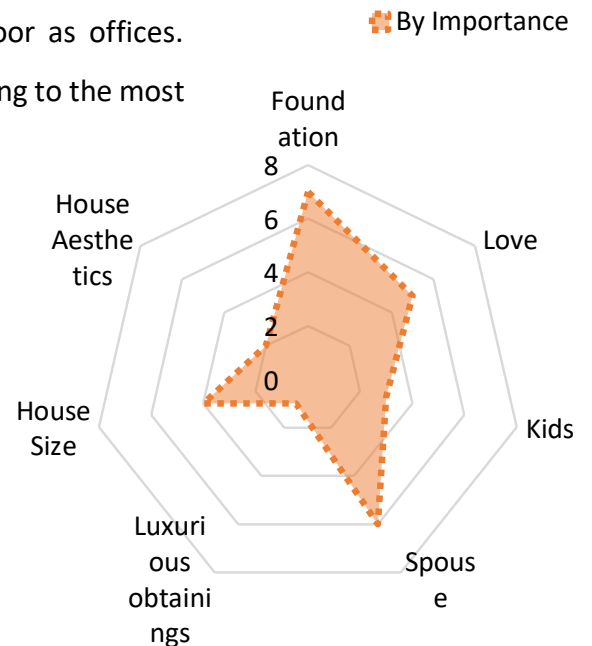 oor as offices.
ng to the most
By Importance
Found
ation
8
6
4
2
0
Love
Kids
Spous
e
Luxuri
ous
obtaini
ngs
House
Size
House
Aesthe
tics